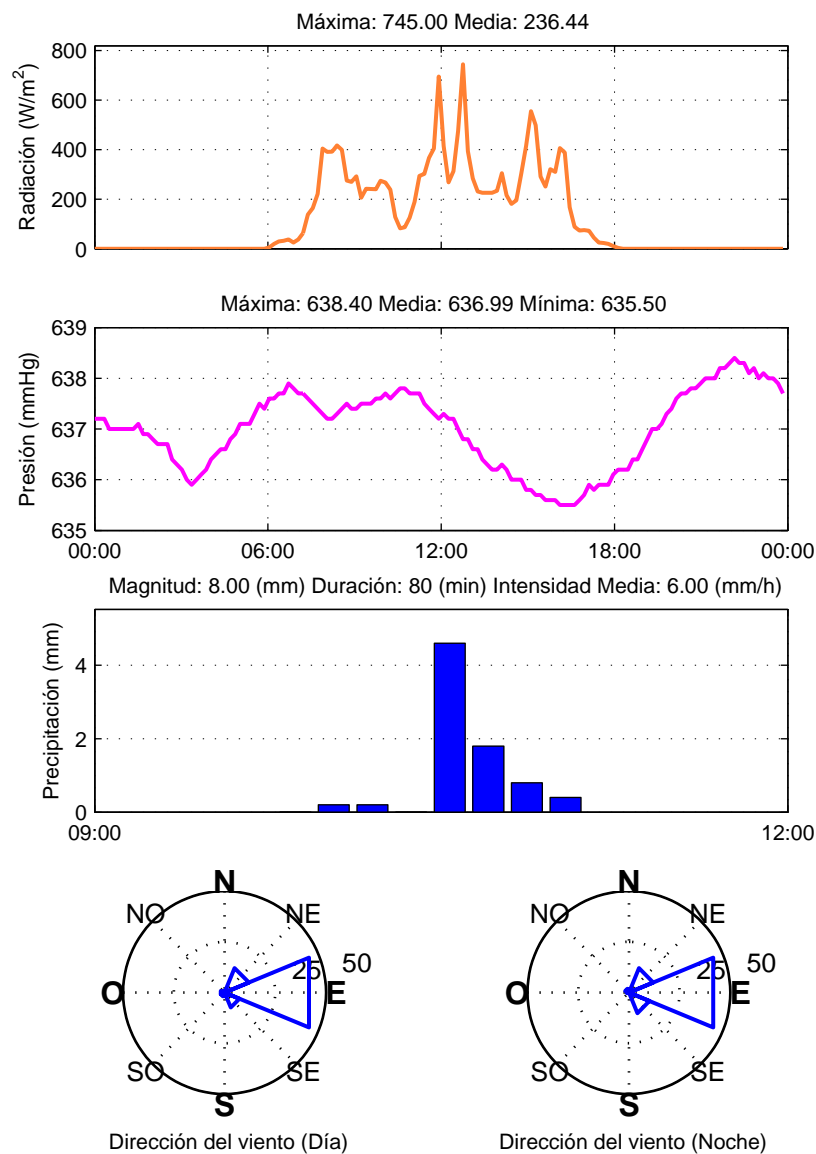 Máxima: 745.00 Media: 236.44
800
600
400
200
0
Radiación (W/m²)
Máxima: 638.40 Media: 636.99 Mínima: 635.50
639
638
637
636
635
Presión (mmHg)
00:00 06:00 12:00 18:00 00:00
Magnitud: 8.00 (mm) Duración: 80 (min) Intensidad Media: 6.00 (mm/h)
4
2
0
Precipitación (mm)
09:00 12:00
N
NO NE
25 50
O E
SO SE
S
Dirección del viento (Día)
N
NO NE
25 50
O E
SO SE
S
Dirección del viento (Noche)